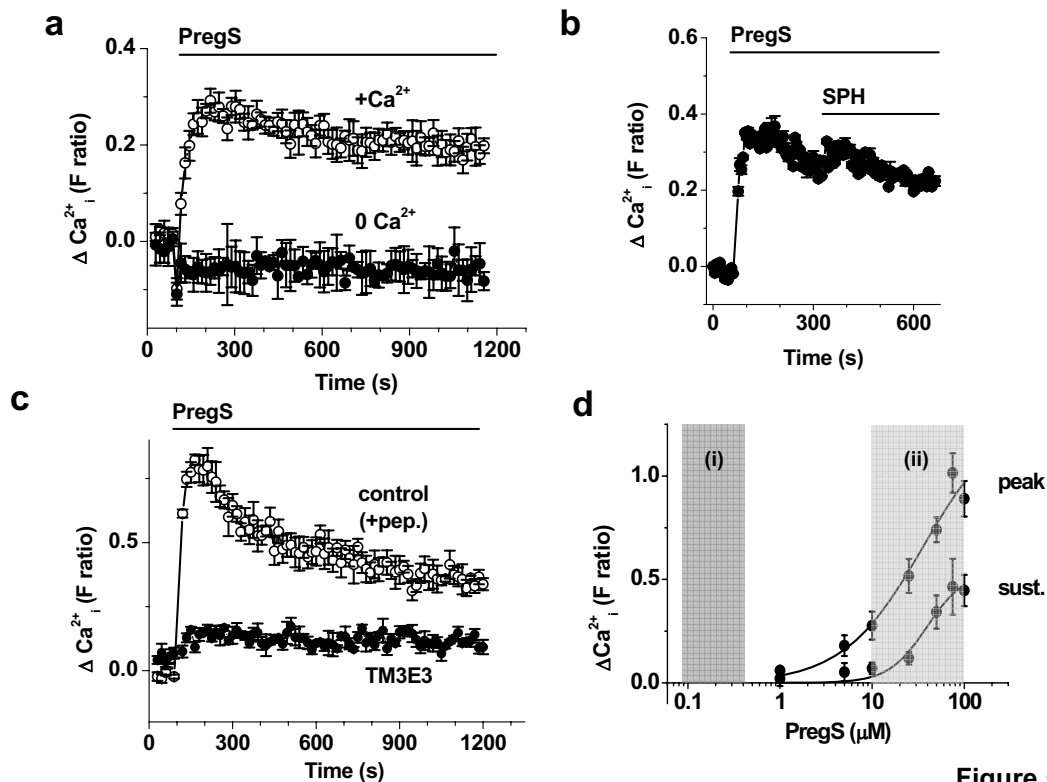 a
PregS
0.4
0.2
0.0
+Ca²⁺
0 Ca²⁺
Δ Ca²⁺ᵢ (F ratio)
0 300 600 900 1200
Time (s)
b
PregS
SPH
0.6
0.4
0.2
0.0
Δ Ca²⁺ᵢ (F ratio)
0 300 600
Time (s)
c
PregS
0.5
0.0
control
(+pep.)
TM3E3
Δ Ca²⁺ᵢ (F ratio)
0 300 600 900 1200
Time (s)
d
(i) (ii)
1.0
0.5
0.0
peak
sust.
ΔCa²⁺ᵢ (F ratio)
0.1 1 10 100
PregS (μM)
Figure